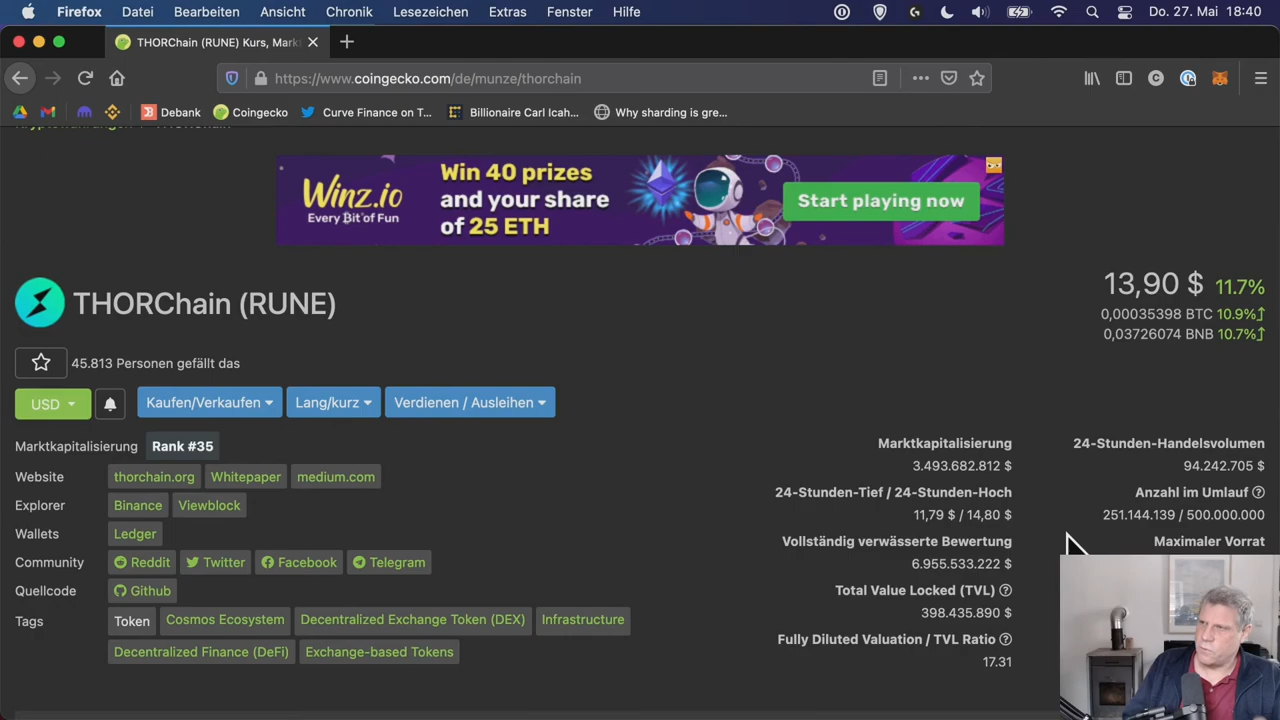 Firefox Datei Bearbeiten Ansicht Chronik Lesezeichen Extras Fenster Hilfe Do. 27. Mai 18:40
THORChain (RUNE) Kurs, Markt
https://www.coingecko.com/de/munze/thorchain
Debank Coingecko Curve Finance on T... Billionaire Carl Icah... Why sharding is gre...
Winz.io
Every Bit of Fun
Win 40 prizes
and your share
of 25 ETH
Start playing now
THORChain (RUNE)
13,90 $ 11.7%
0,00035398 BTC 10.9%
0,03726074 BNB 10.7%
45.813 Personen gefällt das
USD Kaufen/Verkaufen Lang/kurz Verdienen / Ausleihen
Marktkapitalisierung Rank #35
Website thorchain.org Whitepaper medium.com
Explorer Binance Viewblock
Wallets Ledger
Community Reddit Twitter Facebook Telegram
Quellcode Github
Tags Token Cosmos Ecosystem Decentralized Exchange Token (DEX) Infrastructure
Decentralized Finance (DeFi) Exchange-based Tokens
Marktkapitalisierung
3.493.682.812 $
24-Stunden-Tief / 24-Stunden-Hoch
11,79 $ / 14,80 $
Vollständig verwässerte Bewertung
6.955.533.222 $
Total Value Locked (TVL)
398.435.890 $
Fully Diluted Valuation / TVL Ratio
17.31
24-Stunden-Handelsvolumen
94.242.705 $
Anzahl im Umlauf
251.144.139 / 500.000.000
Maximaler Vorrat